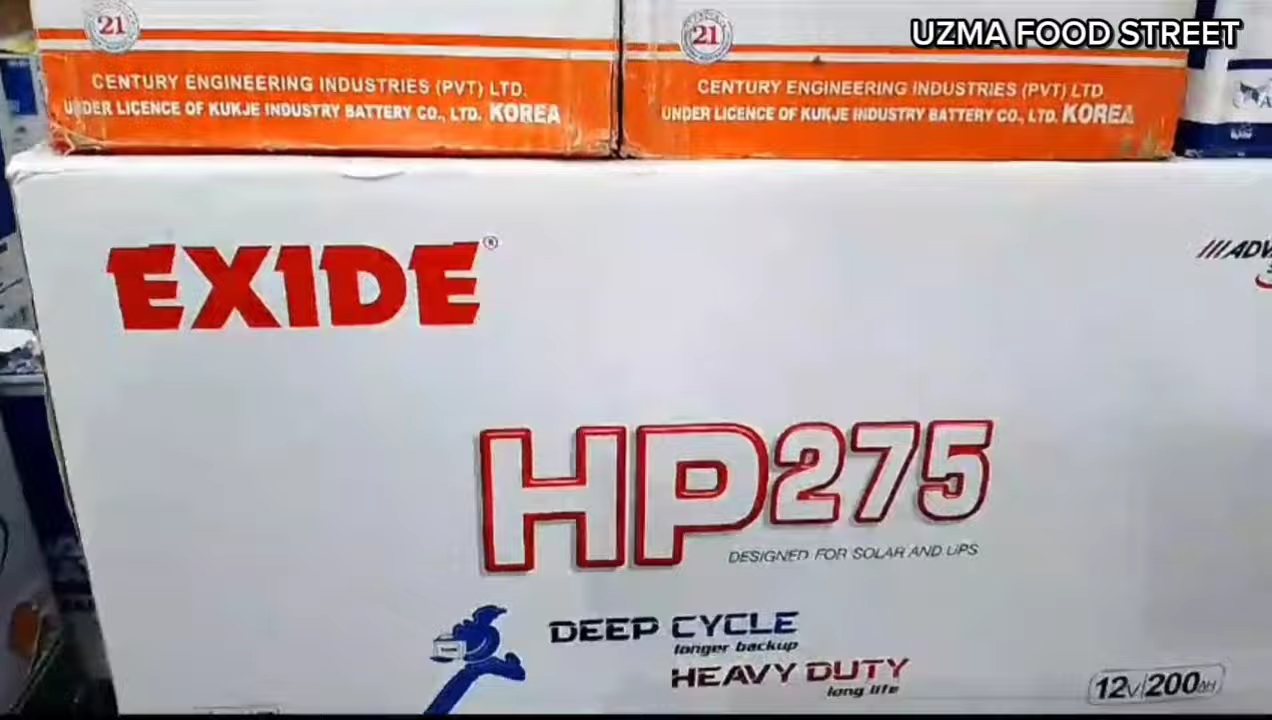 UZMA FOOD STREET
21
21
CENTURY ENGINEERING INDUSTRIES (PVT) LTD.
UNDER LICENCE OF KUKJE INDUSTRY BATTERY CO., LTD. KOREA
CENTURY ENGINEERING INDUSTRIES (PVT) LTD.
UNDER LICENCE OF KUKJE INDUSTRY BATTERY CO., LTD. KOREA
EXIDE®
HP275
DESIGNED FOR SOLAR AND UPS
DEEP CYCLE
longer backup
HEAVY DUTY
long life
12V/200AH